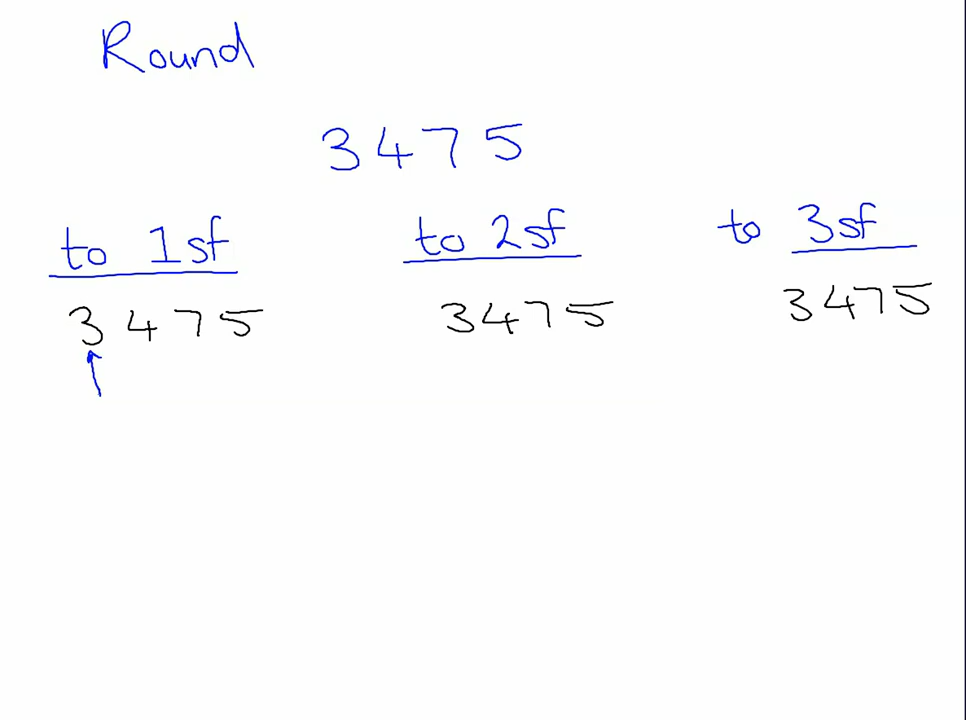 Round
3475
to 1sf to 2sf to 3sf
3475 3475 3475